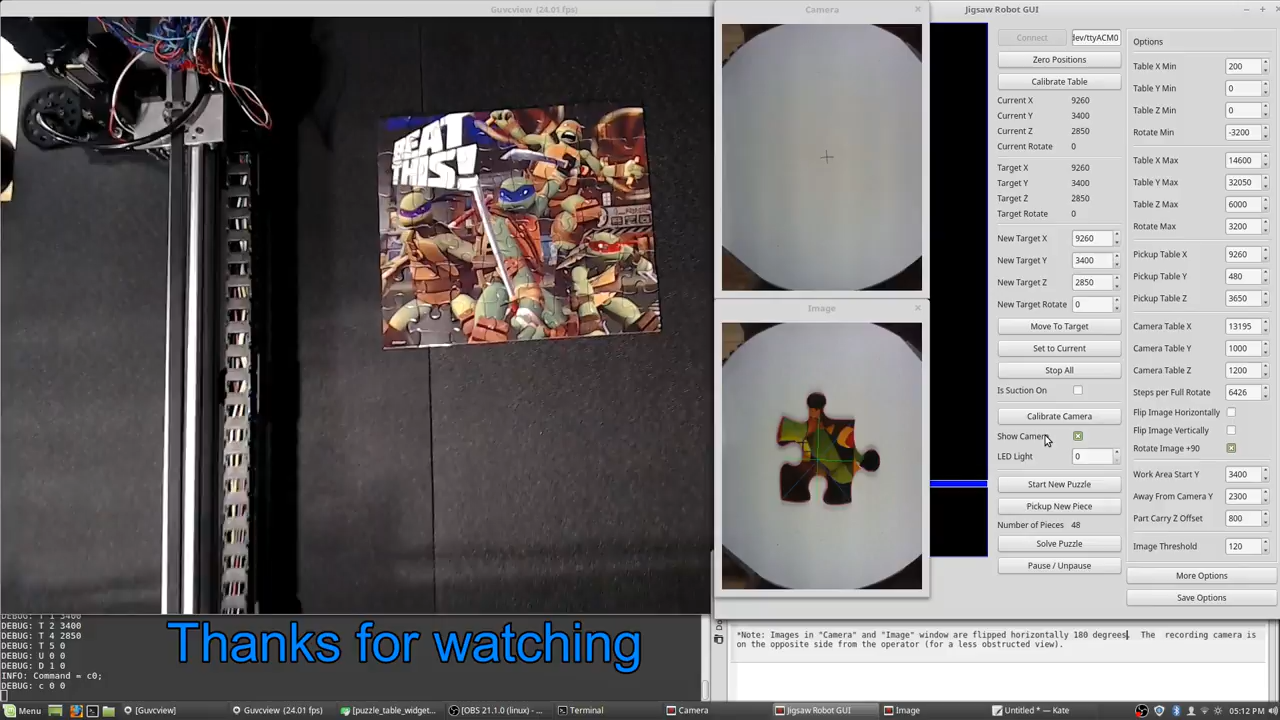 Guvcview (24.01 fps)
Camera
Jigsaw Robot GUI
BEAT
THIS!
Image
Connect
Zero Positions
Calibrate Table
Current X 9260
Current Y 3400
Current Z 2850
Current Rotate 0
Target X 9260
Target Y 3400
Target Z 2850
Target Rotate 0
New Target X 9260
New Target Y 3400
New Target Z 2850
New Target Rotate 0
Move To Target
Set to Current
Stop All
Is Suction On
Calibrate Camera
Show Camera
LED Light 0
Start New Puzzle
Pickup New Piece
Number of Pieces 48
Solve Puzzle
Pause / Unpause
Options
Table X Min 200
Table Y Min 0
Table Z Min 0
Rotate Min -3200
Table X Max 14600
Table Y Max 32050
Table Z Max 6000
Rotate Max 3200
Pickup Table X 9260
Pickup Table Y 480
Pickup Table Z 3650
Camera Table X 13195
Camera Table Y 1000
Camera Table Z 1200
Steps per Full Rotate 6426
Flip Image Horizontally
Flip Image Vertically
Rotate Image +90
Work Area Start Y 3400
Away From Camera Y 2300
Part Carry Z Offset 800
Image Threshold 120
More Options
Save Options
DEBUG: T 1 3400
DEBUG: T 2 3400
DEBUG: T 4 2850
DEBUG: T 5 0
DEBUG: U 0 0
DEBUG: D 1 0
INFO: Command = c0;
DEBUG: c 0 0
Thanks for watching
*Note: Images in "Camera" and "Image" window are flipped horizontally 180 degrees. The recording camera is
on the opposite side from the operator (for a less obstructed view).
Menu [Guvcview] Guvcview (24.01 fps) [puzzle_table_widget... [OBS 21.1.0 (linux) -... Terminal Camera Jigsaw Robot GUI Image Untitled * — Kate 05:12 PM